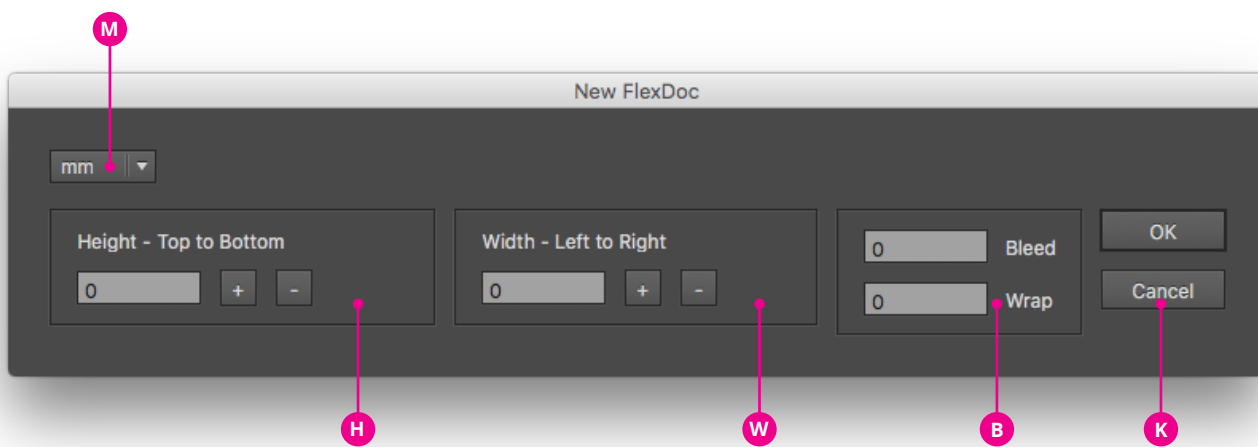 M
New FlexDoc
mm
Height - Top to Bottom
0 + -
Width - Left to Right
0 + -
0 Bleed
0 Wrap
OK
Cancel
H W B K